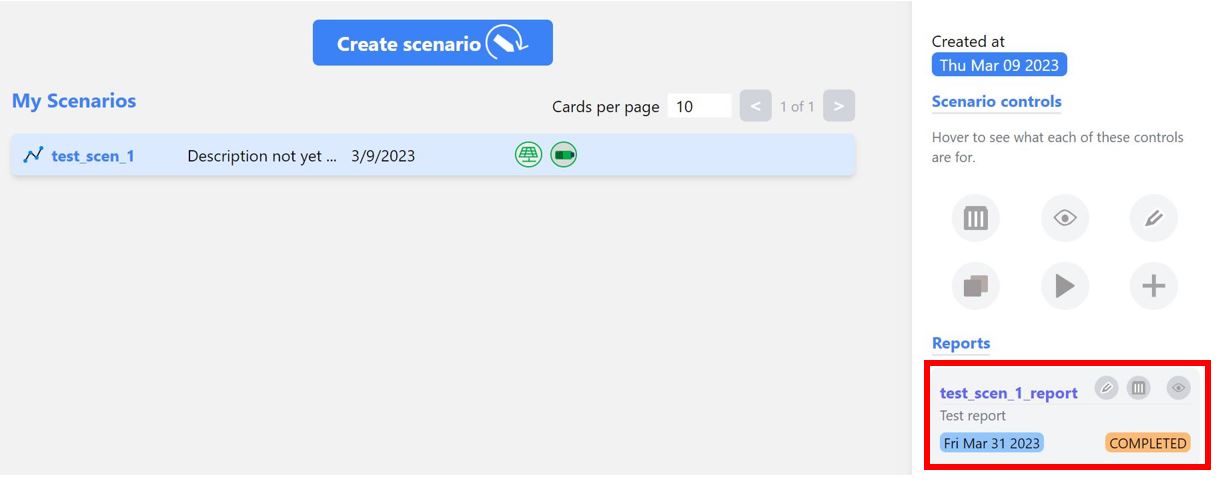 Create scenario
My Scenarios
Cards per page 10 < 1 of 1 >
test_scen_1 Description not yet ... 3/9/2023
Created at
Thu Mar 09 2023
Scenario controls
Hover to see what each of these controls
are for.
Reports
test_scen_1_report
Test report
Fri Mar 31 2023 COMPLETED